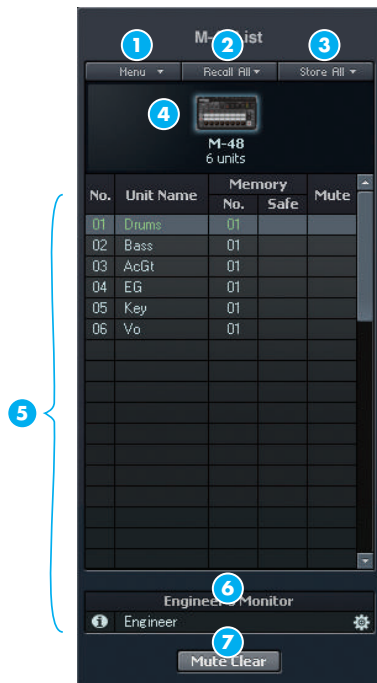 M-48 List
1 2 3
Menu Recall All Store All
4
M-48
6 units
No. Unit Name Memory Mute
No. Safe
01 Drums 01
02 Bass 01
03 AcGt 01
04 EG 01
05 Key 01
06 Vo 01
5
6
Engineer's Monitor
Engineer
7
Mute Clear